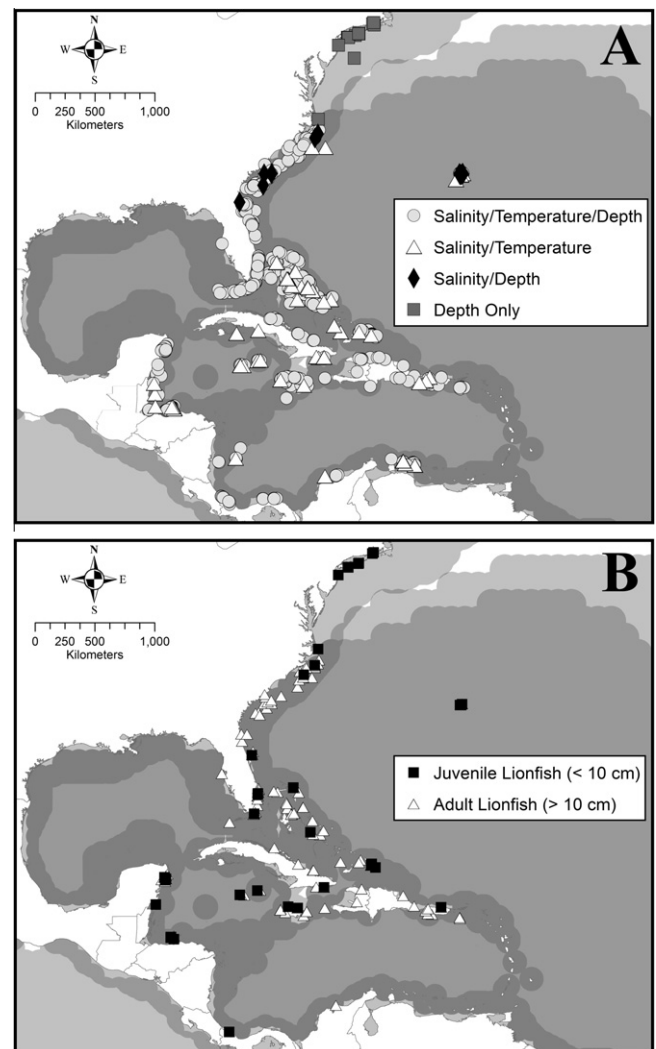 A
N
W E
S
0 250 500 1,000
Kilometers
Salinity/Temperature/Depth
Salinity/Temperature
Salinity/Depth
Depth Only
B
N
W E
S
0 250 500 1,000
Kilometers
Juvenile Lionfish (< 10 cm)
Adult Lionfish (> 10 cm)